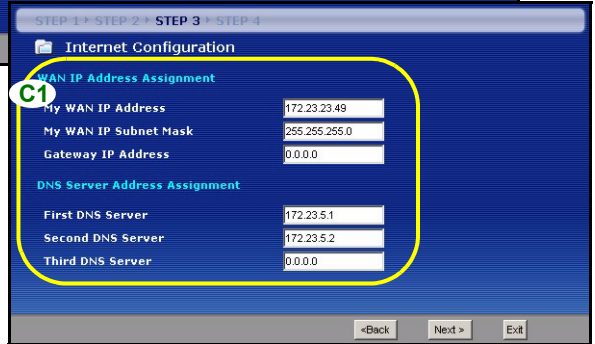 STEP 1 ▸ STEP 2 ▸ STEP 3 ▸ STEP 4
Internet Configuration
WAN IP Address Assignment
C1
My WAN IP Address 172.23.23.49
My WAN IP Subnet Mask 255.255.255.0
Gateway IP Address 0.0.0.0
DNS Server Address Assignment
First DNS Server 172.23.5.1
Second DNS Server 172.23.5.2
Third DNS Server 0.0.0.0
<Back Next > Exit